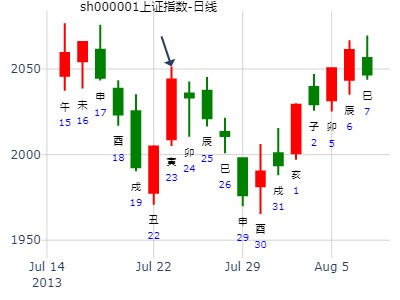 sh000001上证指数-日线
2050
2000
1950
午
15
未
16
申
17
酉
18
戌
19
丑
22
寅
23
卯
24
辰
25
巳
26
申
29
酉
30
戌
31
亥
1
子
2
卯
5
辰
6
巳
7
Jul 14
2013
Jul 22
Jul 29
Aug 5